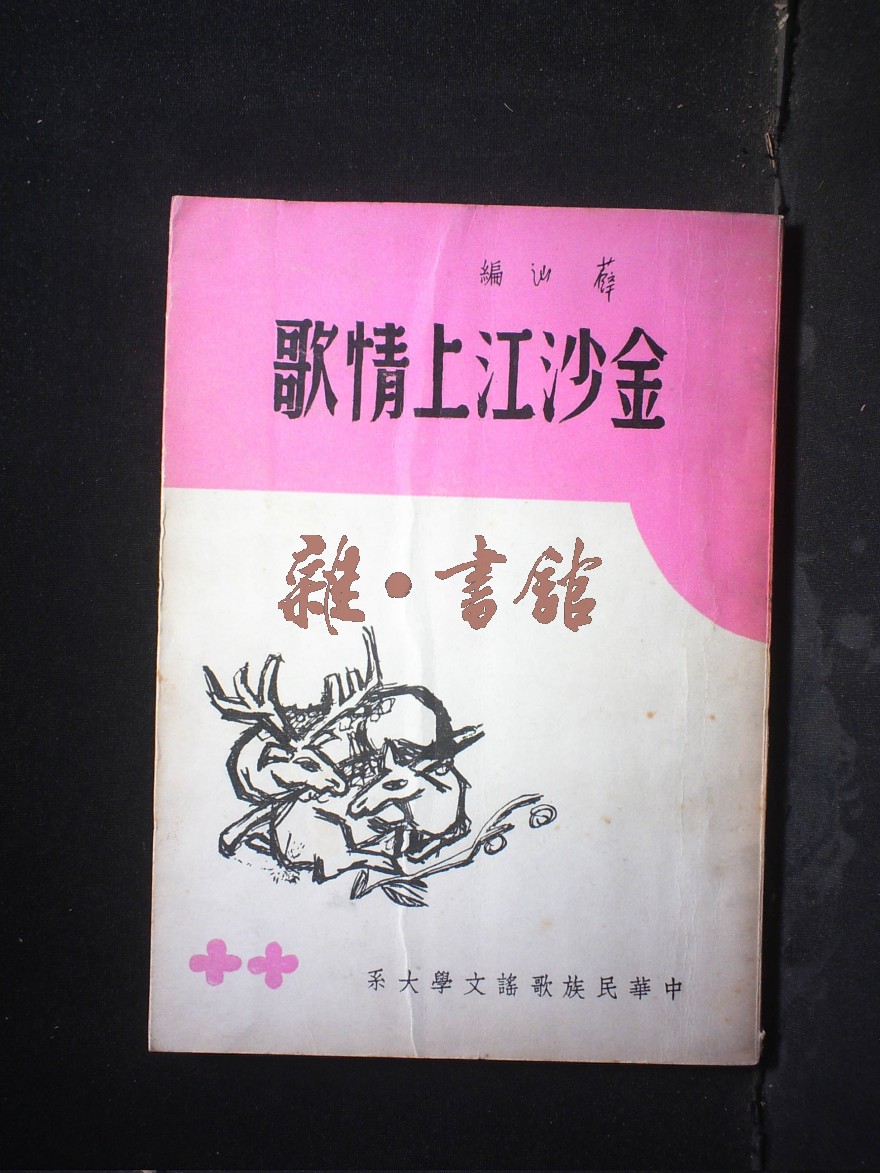 薛汕編
金沙江上情歌
雜·書館
中華民族歌謠文學大系